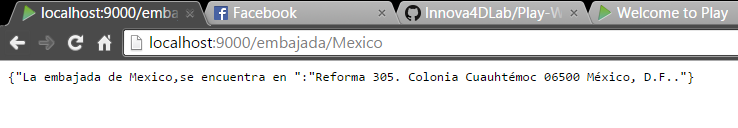 localhost:9000/emba
Facebook
Innova4DLab/Play-W
Welcome to Play
localhost:9000/embajada/Mexico
{"La embajada de Mexico,se encuentra en ":"Reforma 305. Colonia Cuauhtémoc 06500 México, D.F.."}